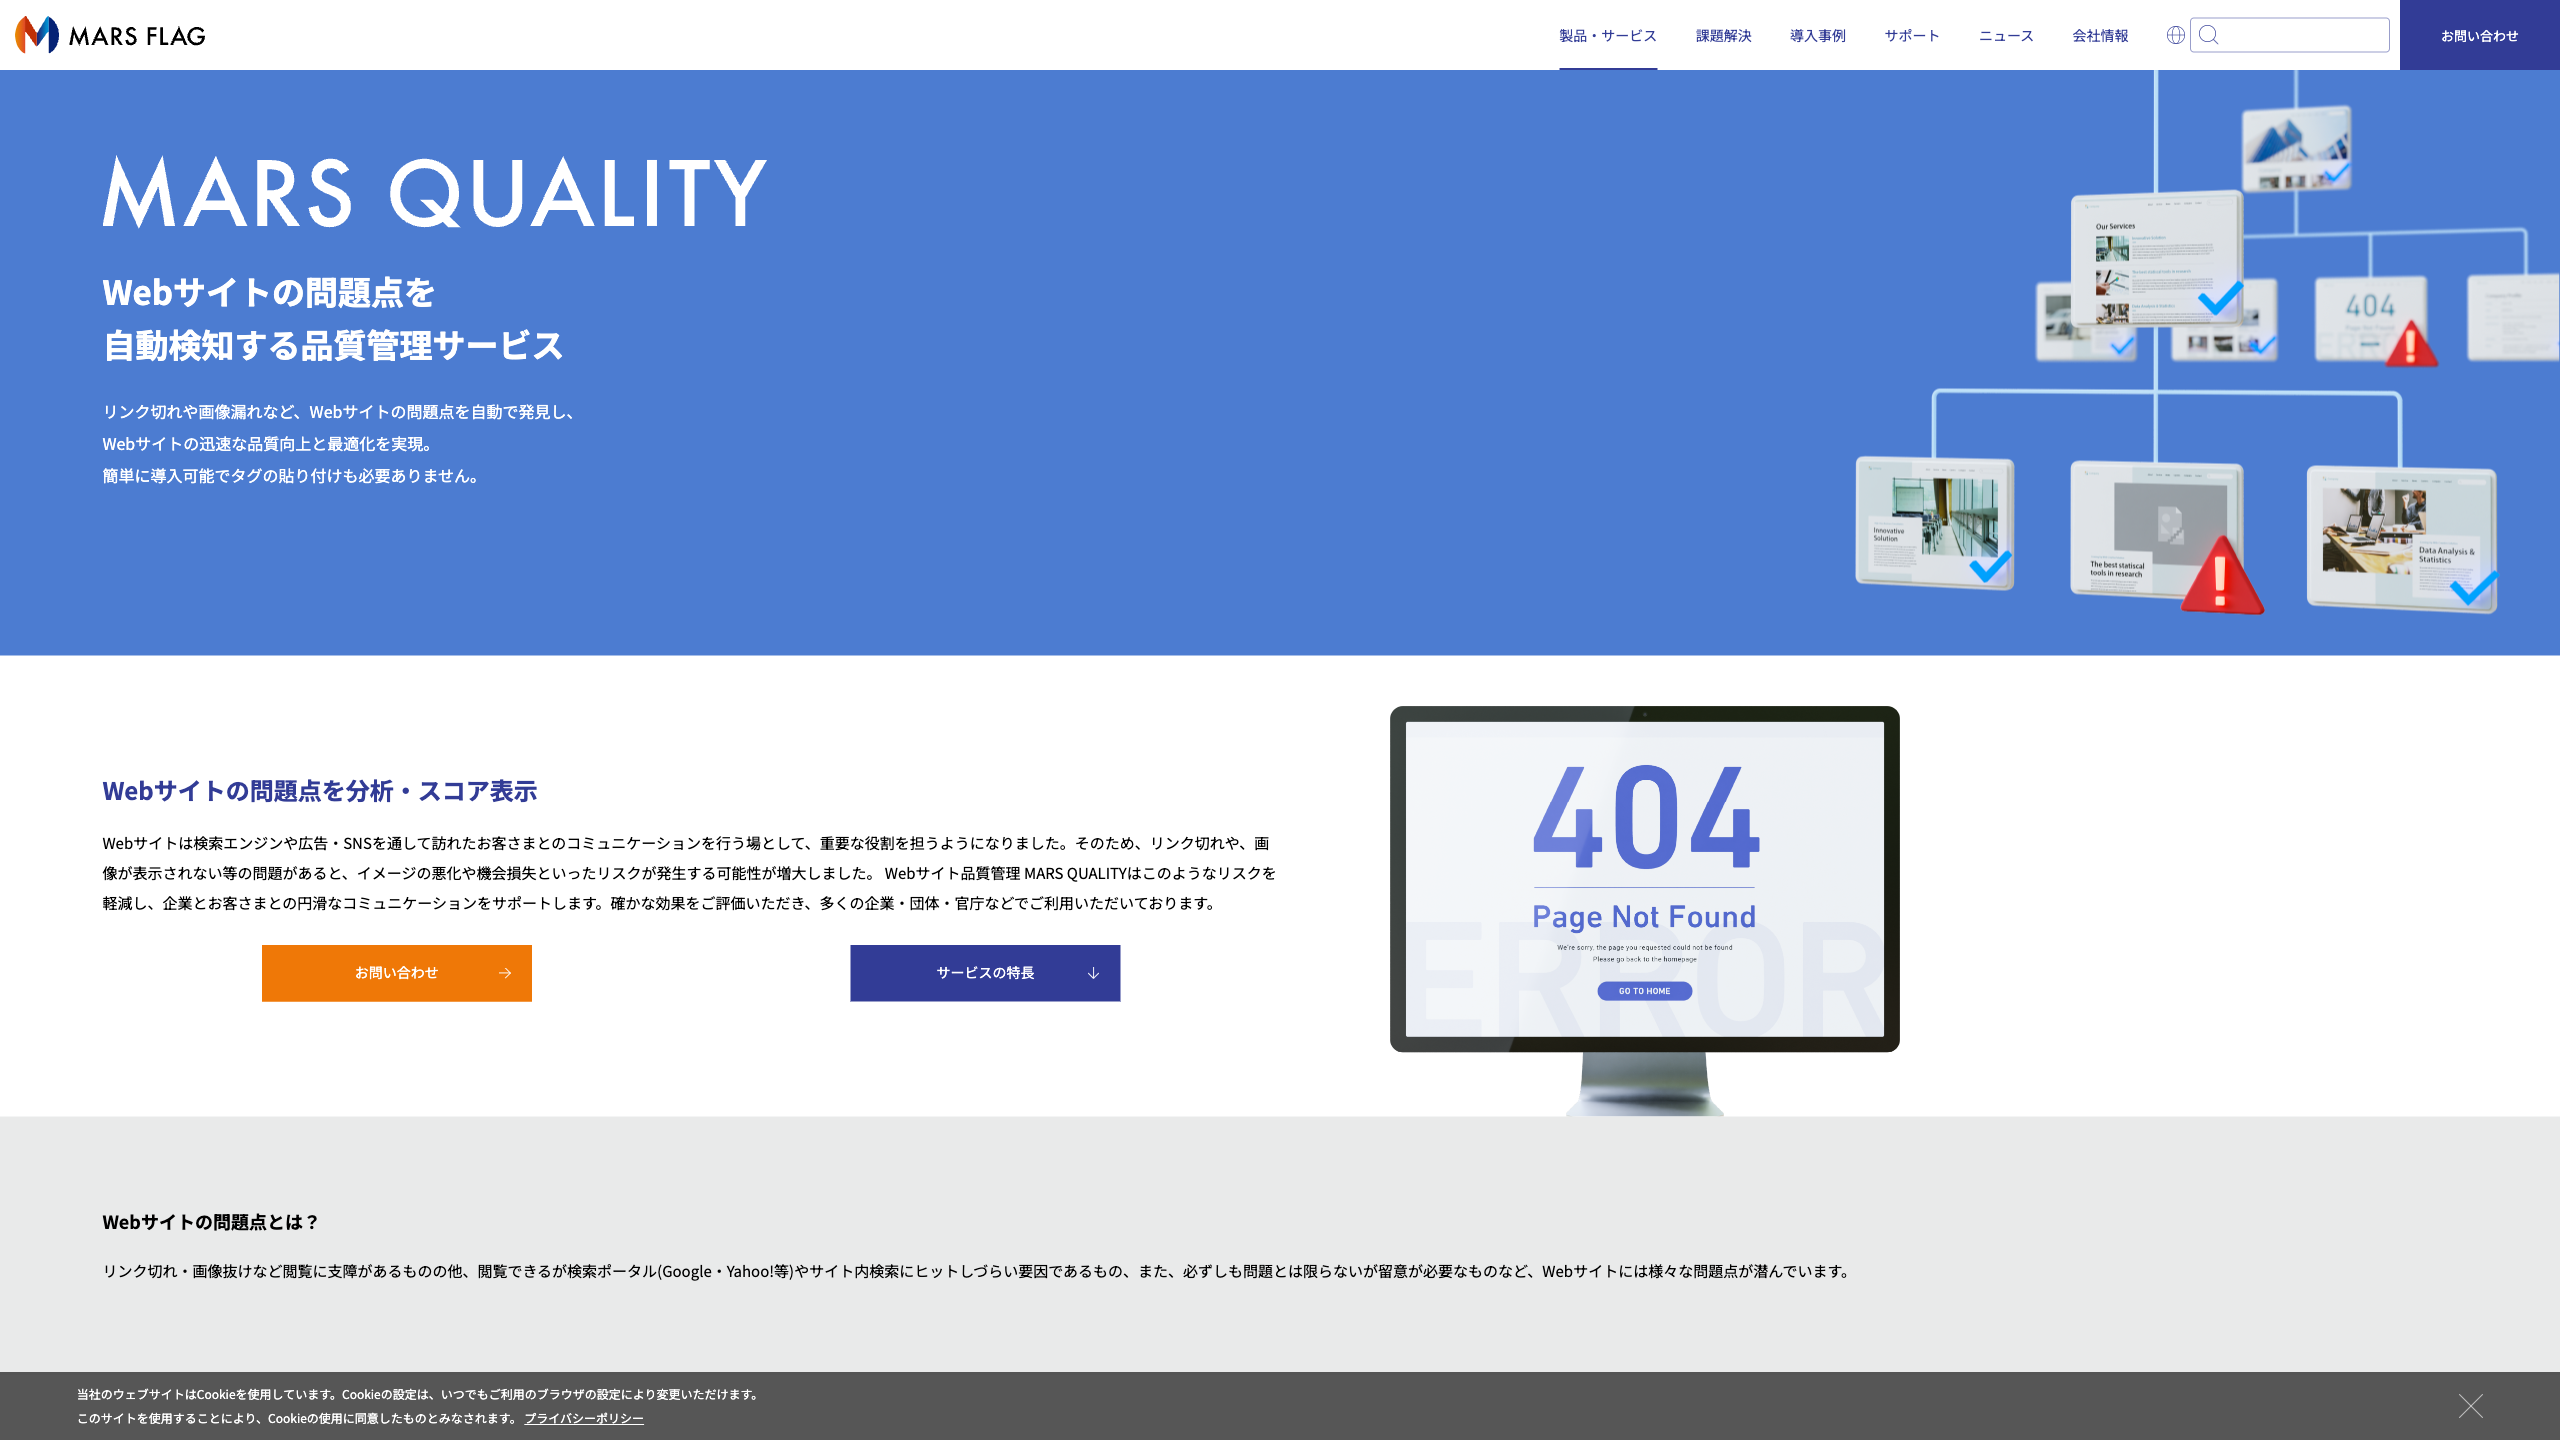 MARS FLAG
製品・サービス
課題解決
導入事例
サポート
ニュース
会社情報
お問い合わせ
MARS QUALITY
Webサイトの問題点を
自動検知する品質管理サービス
リンク切れや画像漏れなど、Webサイトの問題点を自動で発見し、
Webサイトの迅速な品質向上と最適化を実現。
簡単に導入可能でタグの貼り付けも必要ありません。
Our Services
404
Page Not Found
Innovative
Solution
The best statiscal
tools in research
Data Analysis &
Statistics
Webサイトの問題点を分析・スコア表示
Webサイトは検索エンジンや広告・SNSを通して訪れたお客さまとのコミュニケーションを行う場として、重要な役割を担うようになりました。そのため、リンク切れや、画
像が表示されない等の問題があると、イメージの悪化や機会損失といったリスクが発生する可能性が増大しました。 Webサイト品質管理 MARS QUALITYはこのようなリスクを
軽減し、企業とお客さまとの円滑なコミュニケーションをサポートします。確かな効果をご評価いただき、多くの企業・団体・官庁などでご利用いただいております。
お問い合わせ
サービスの特長
404
Page Not Found
ERROR
We're sorry, the page you requested could not be found
Please go back to the homepage
GO TO HOME
Webサイトの問題点とは？
リンク切れ・画像抜けなど閲覧に支障があるものの他、閲覧できるが検索ポータル(Google・Yahoo!等)やサイト内検索にヒットしづらい要因であるもの、また、必ずしも問題とは限らないが留意が必要なものなど、Webサイトには様々な問題点が潜んでいます。
当社のウェブサイトはCookieを使用しています。Cookieの設定は、いつでもご利用のブラウザの設定により変更いただけます。
このサイトを使用することにより、Cookieの使用に同意したものとみなされます。 プライバシーポリシー